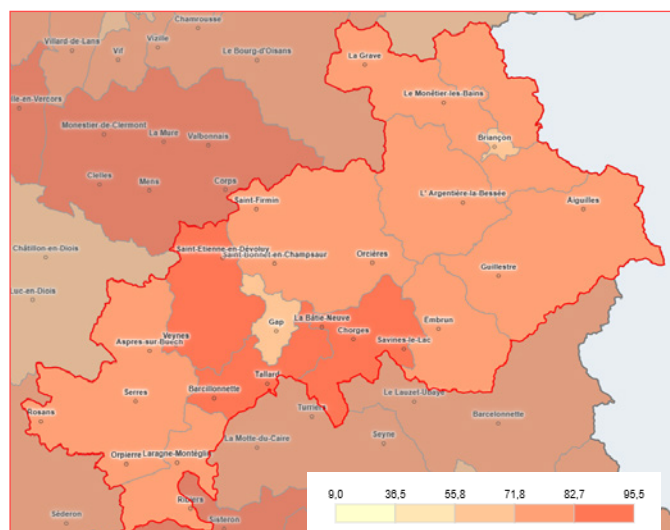 Chamrousse
Villard-de-Lans
Vizille
Vif
Le Bourg-d'Oisans
La Grave
Le Monêtier-les-Bains
Monestier-de-Clermont
La Mure
Valbonnais
Briançon
Clelles
Mens
Corps
L' Argentière-la-Bessée
Saint-Firmin
Aiguilles
Châtillon-en-Diois
Saint-Étienne-en-Dévoluy
Saint-Bonnet-en-Champsaur
Orcières
Guillestre
Luc-en-Diois
Gap
La Bâtie-Neuve
Embrun
Veynes
Chorges
Aspres-sur-Buëch
Savines-le-Lac
Serres
Barcillonnette
Tallard
Le Lauzet-Ubaye
Rosans
Turriers
Barcelonnette
La Motte-du-Caire
Seyne
Orpierre
Laragne-Montéglin
Ribiers
Séderon
Sisteron
9,0 36,5 55,8 71,8 82,7 95,5